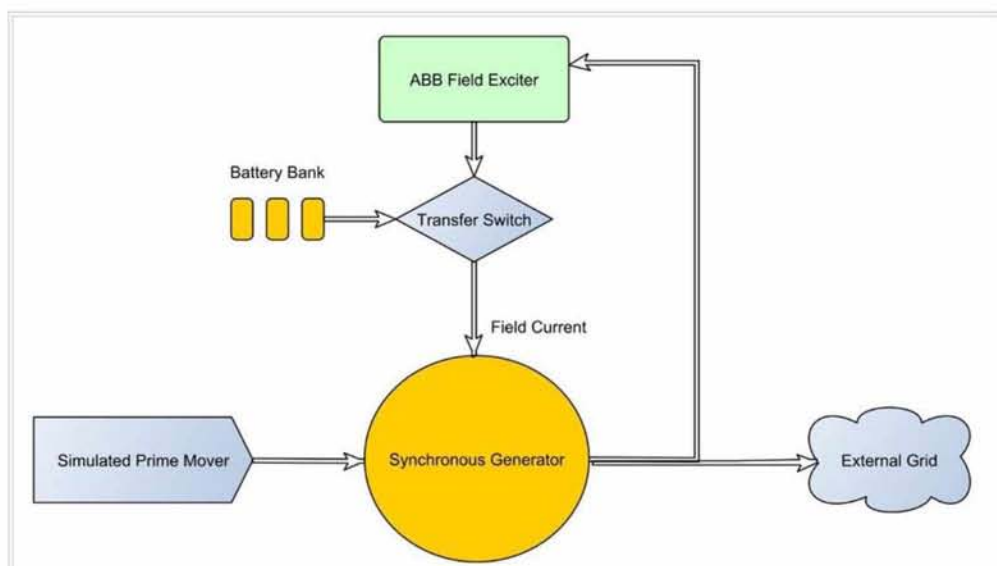 ABB Field Exciter
Battery Bank
Transfer Switch
Field Current
Simulated Prime Mover
Synchronous Generator
External Grid